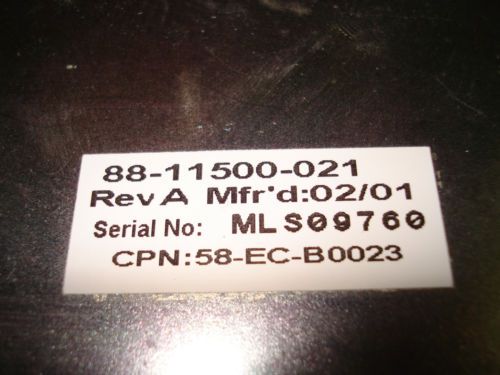 88-11500-021
Rev A Mfr'd:02/01
Serial No: MLS09760
CPN:58-EC-B0023